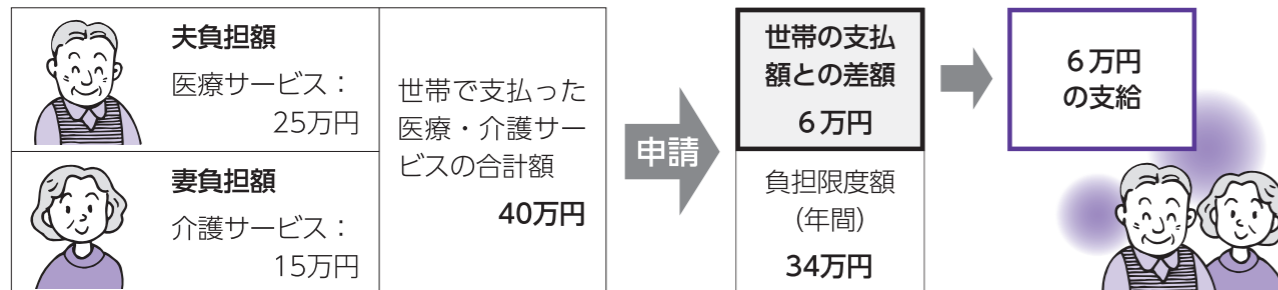 夫負担額
医療サービス：
25万円
妻負担額
介護サービス：
15万円
世帯で支払った
医療・介護サー
ビスの合計額
40万円
申請
世帯の支払
額との差額
６万円
負担限度額
(年間)
34万円
６万円
の支給